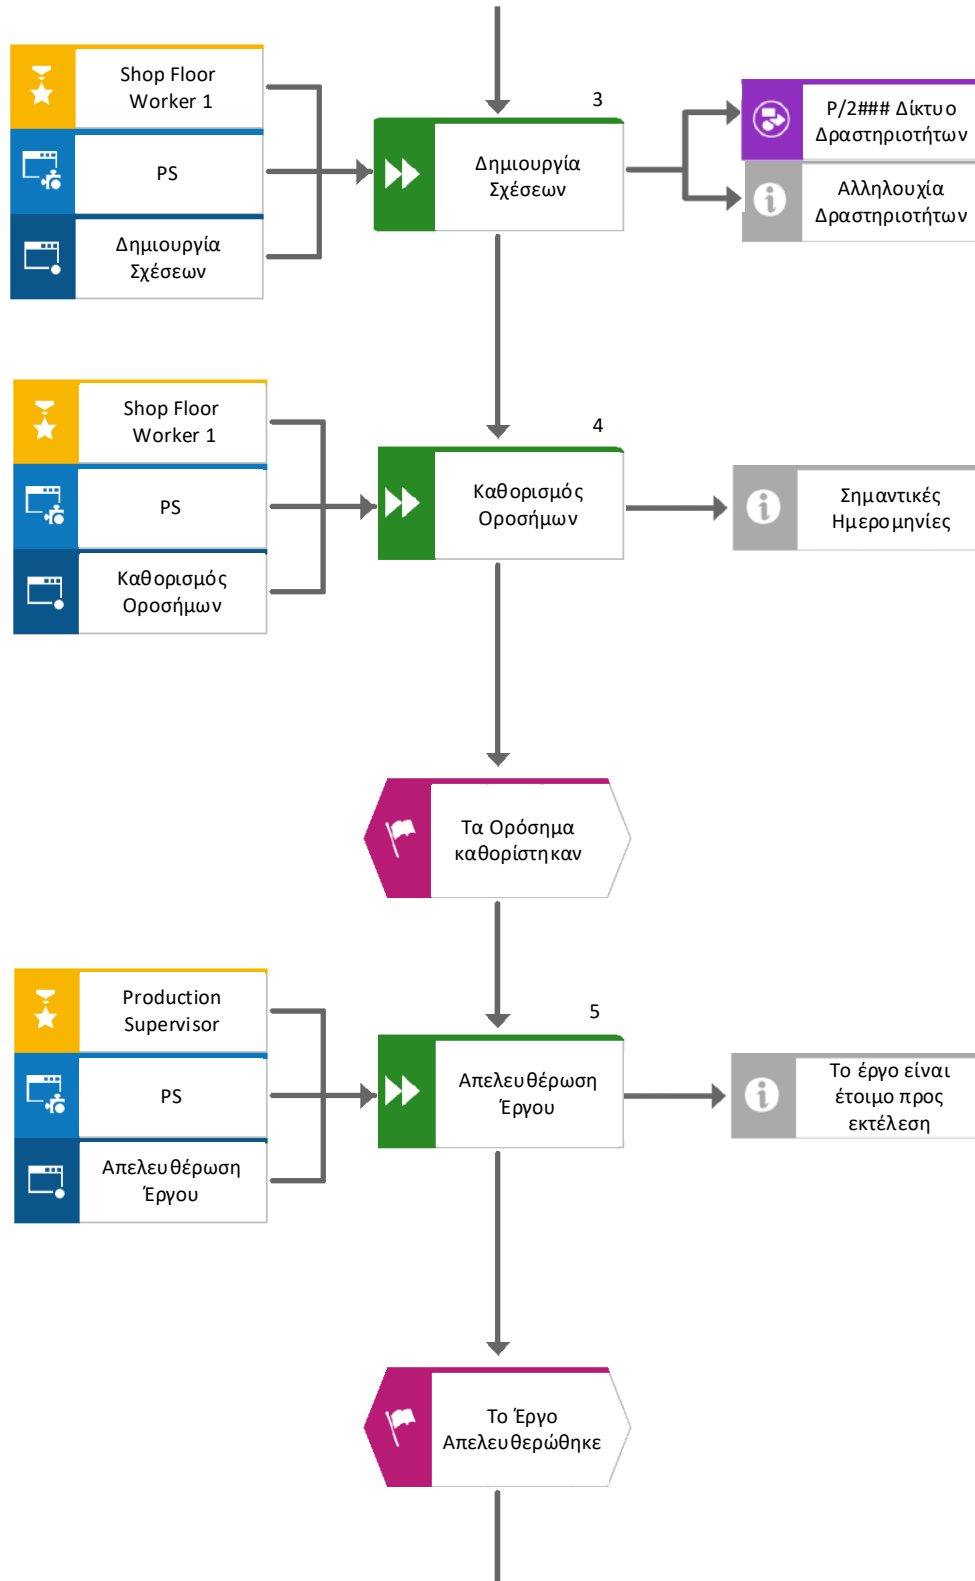 Shop Floor
Worker 1
PS
Δημιουργία
Σχέσεων
3
Δημιουργία
Σχέσεων
P/2### Δίκτυο
Δραστηριοτήτων
Αλληλουχία
Δραστηριοτήτων
Shop Floor
Worker 1
PS
Καθορισμός
Οροσήμων
4
Καθορισμός
Οροσήμων
Σημαντικές
Ημερομηνίες
Τα Ορόσημα
καθορίστηκαν
Production
Supervisor
PS
Απελευθέρωση
Έργου
5
Απελευθέρωση
Έργου
Το έργο είναι
έτοιμο προς
εκτέλεση
Το Έργο
Απελευθερώθηκε